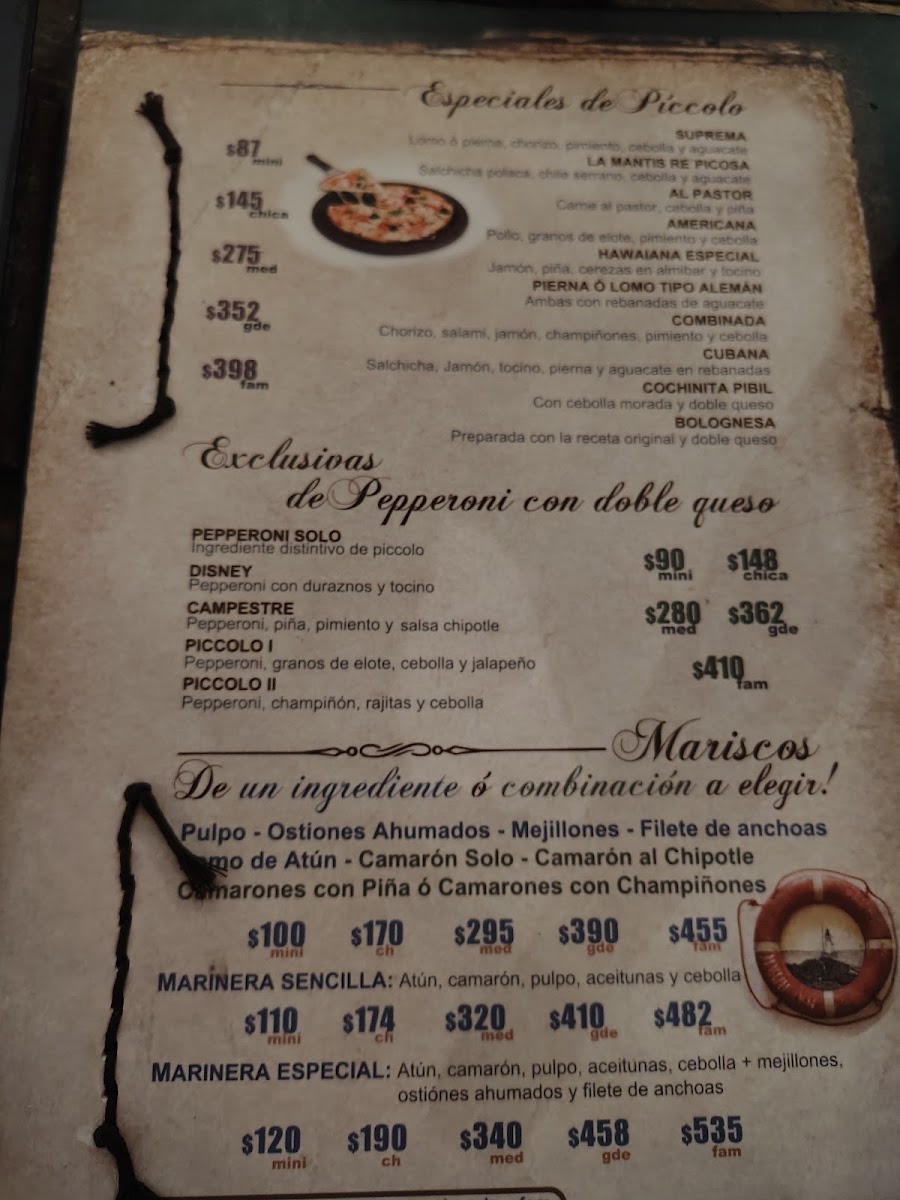 Especiales de Piccolo
$87 mini
$145 chica
$275 med
$352 gde
$398 fam
SUPREMA
Lomo ó pierna, chorizo, pimiento, cebolla y aguacate
LA MANTIS RE PICOSA
Salchicha polaca, chile serrano, cebolla y aguacate
AL PASTOR
Carne al pastor, cebolla y piña
AMERICANA
Pollo, granos de elote, pimiento y cebolla
HAWAIANA ESPECIAL
Jamón, piña, cerezas en almibar y tocino
PIERNA Ó LOMO TIPO ALEMÁN
Ambas con rebanadas de aguacate
COMBINADA
Chorizo, salami, jamón, champiñones, pimiento y cebolla
CUBANA
Salchicha, Jamón, tocino, pierna y aguacate en rebanadas
COCHINITA PIBIL
Con cebolla morada y doble queso
BOLOGNESA
Preparada con la receta original y doble queso
Exclusivas
de Pepperoni con doble queso
PEPPERONI SOLO
Ingrediente distintivo de piccolo
DISNEY
Pepperoni con duraznos y tocino
CAMPESTRE
Pepperoni, piña, pimiento y salsa chipotle
PICCOLO I
Pepperoni, granos de elote, cebolla y jalapeño
PICCOLO II
Pepperoni, champiñón, rajitas y cebolla
$90 mini $148 chica
$280 med $362 gde
$410 fam
Mariscos
De un ingrediente ó combinación a elegir!
Pulpo - Ostiones Ahumados - Mejillones - Filete de anchoas
de Atún - Camarón Solo - Camarón al Chipotle
Camarones con Piña ó Camarones con Champiñones
$100 mini $170 ch $295 med $390 gde $455 fam
MARINERA SENCILLA: Atún, camarón, pulpo, aceitunas y cebolla
$110 mini $174 ch $320 med $410 gde $482 fam
MARINERA ESPECIAL: Atún, camarón, pulpo, aceitunas, cebolla + mejillones,
ostiónes ahumados y filete de anchoas
$120 mini $190 ch $340 med $458 gde $535 fam